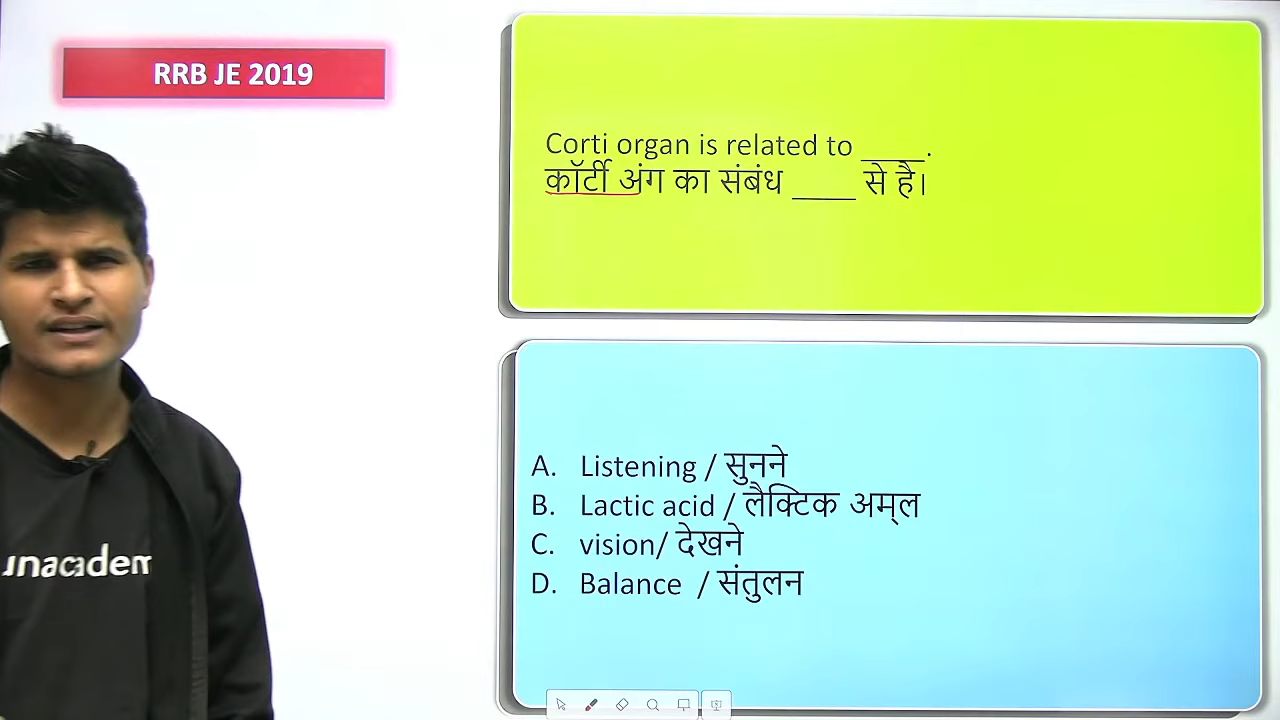 RRB JE 2019
Corti organ is related to ____.
कॉर्टी अंग का संबंध ____ से है।
A. Listening / सुनने
B. Lactic acid / लैक्टिक अम्ल
C. vision/ देखने
D. Balance / संतुलन
unacadem